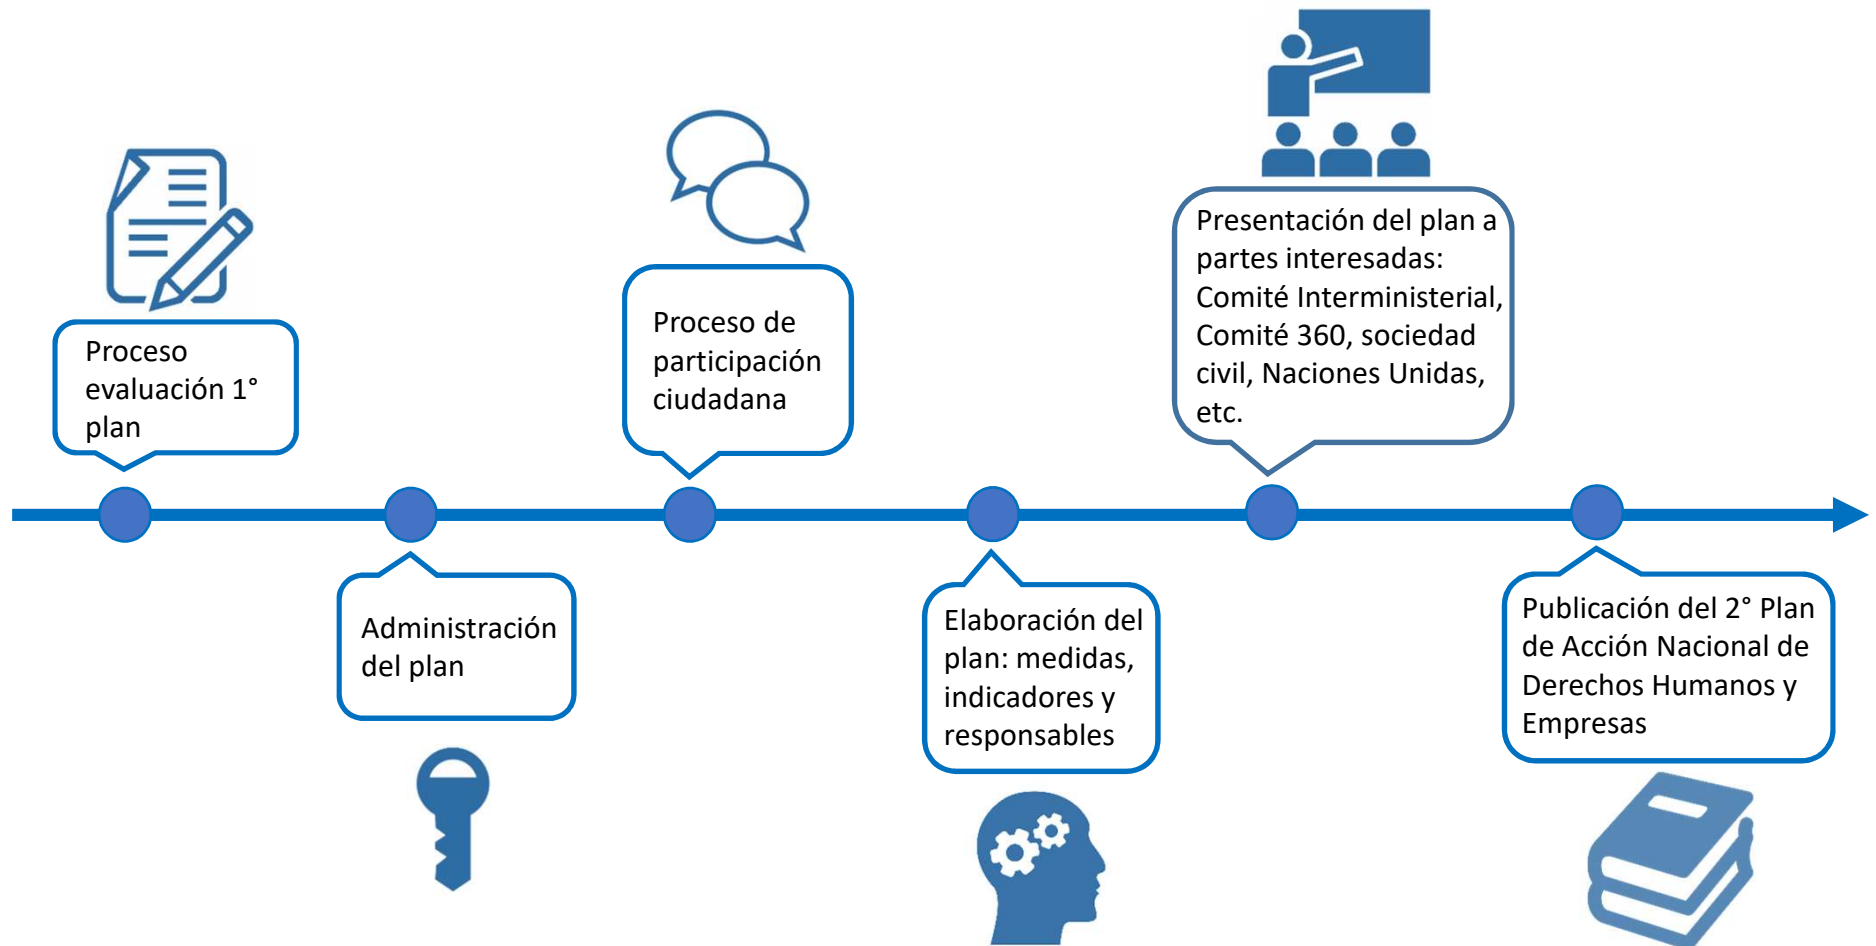 Proceso
evaluación 1°
plan
Administración
del plan
Proceso de
participación
ciudadana
Elaboración del
plan: medidas,
indicadores y
responsables
Presentación del plan a
partes interesadas:
Comité Interministerial,
Comité 360, sociedad
civil, Naciones Unidas,
etc.
Publicación del 2° Plan
de Acción Nacional de
Derechos Humanos y
Empresas